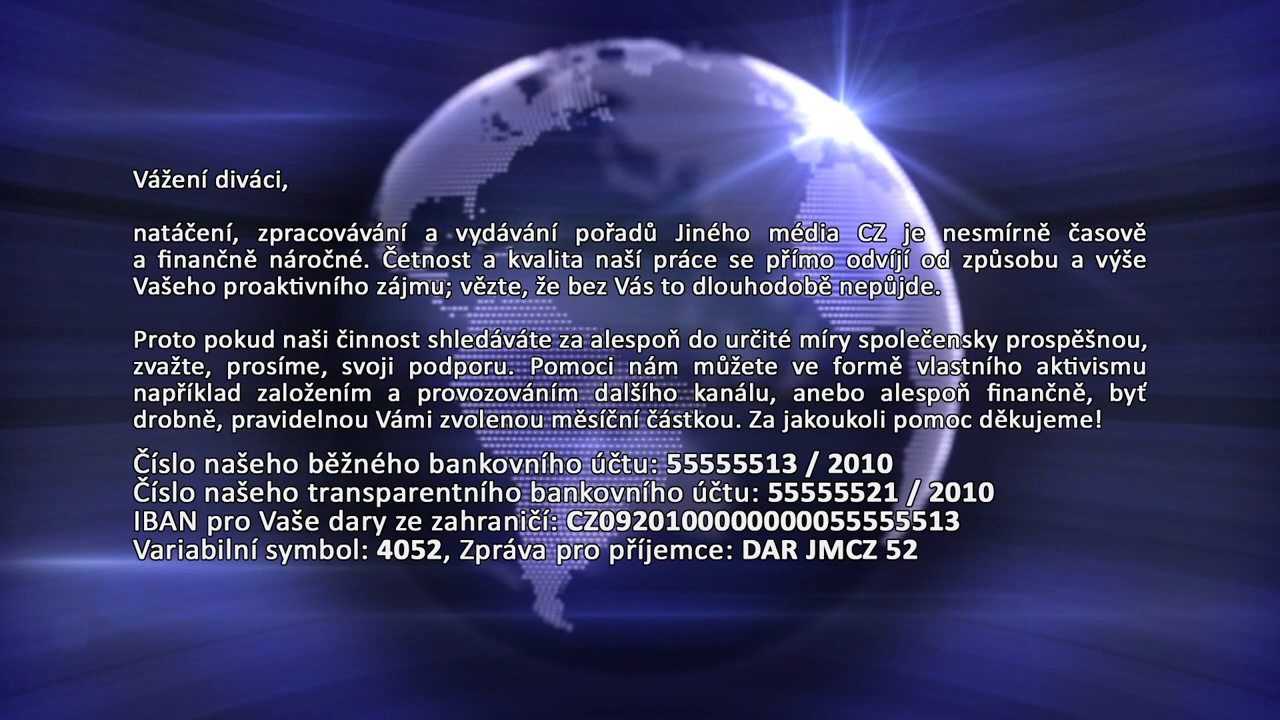 Vážení diváci,
natáčení, zpracovávání a vydávání pořadů Jiného média CZ je nesmírně časově
a finančně náročné. Četnost a kvalita naší práce se přímo odvíjí od způsobu a výše
Vašeho proaktivního zájmu; vězte, že bez Vás to dlouhodobě nepůjde.
Proto pokud naši činnost shledáváte za alespoň do určité míry společensky prospěšnou,
zvažte, prosíme, svoji podporu. Pomoci nám můžete ve formě vlastního aktivismu
například založením a provozováním dalšího kanálu, anebo alespoň finančně, byť
drobně, pravidelnou Vámi zvolenou měsíční částkou. Za jakoukoli pomoc děkujeme!
Číslo našeho běžného bankovního účtu: 55555513 / 2010
Číslo našeho transparentního bankovního účtu: 55555521 / 2010
IBAN pro Vaše dary ze zahraničí: CZ0920100000000055555513
Variabilní symbol: 4052, Zpráva pro příjemce: DAR JMCZ 52